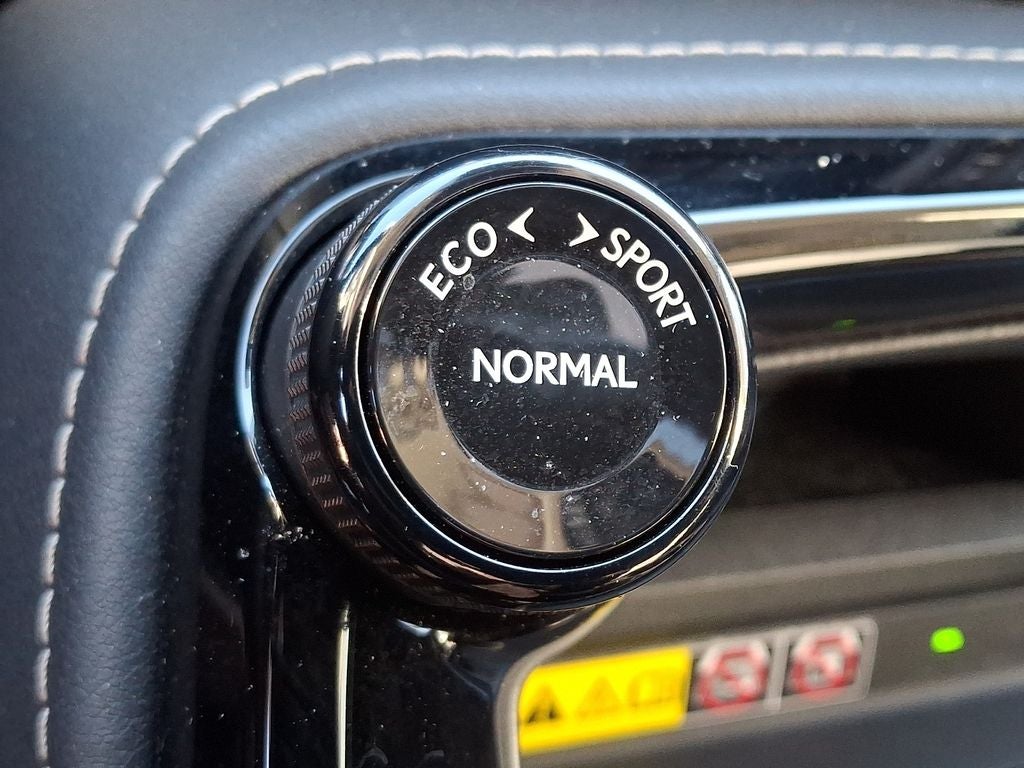 ECO < > SPORT
NORMAL